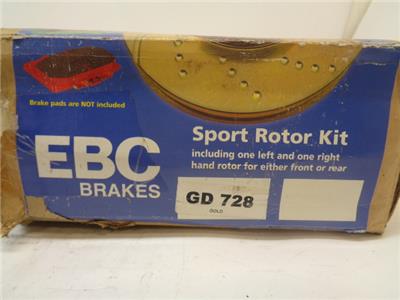 Brake pads are NOT included
EBC
BRAKES
Sport Rotor Kit
including one left and one right
hand rotor for either front or rear
GD 728
GOLD